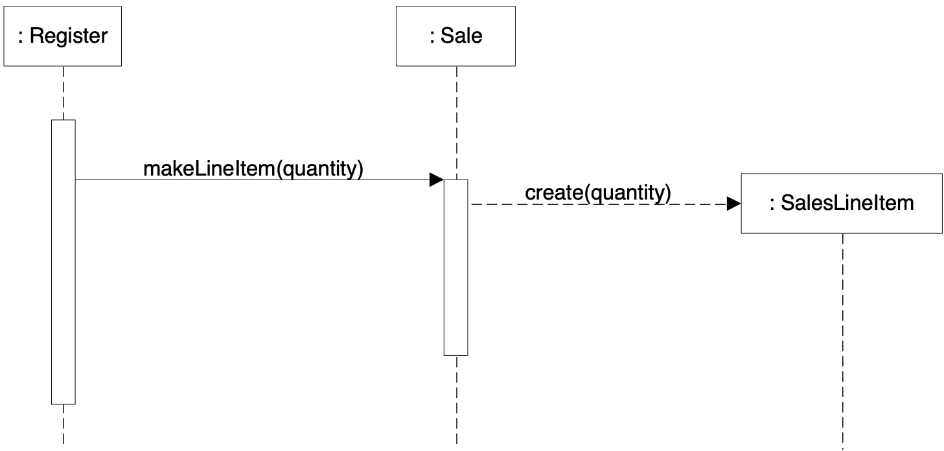 : Register
: Sale
makeLineItem(quantity)
create(quantity)
: SalesLineItem